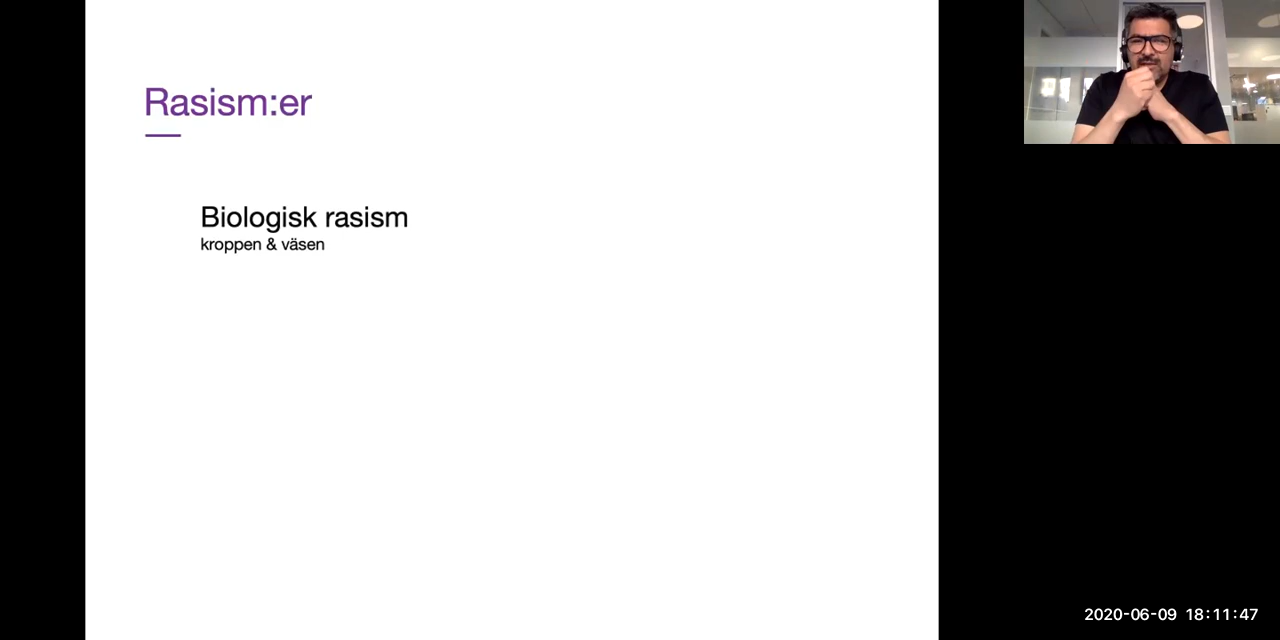 Rasism:er
Biologisk rasism
kroppen & väsen
2020-06-09 18:11:47